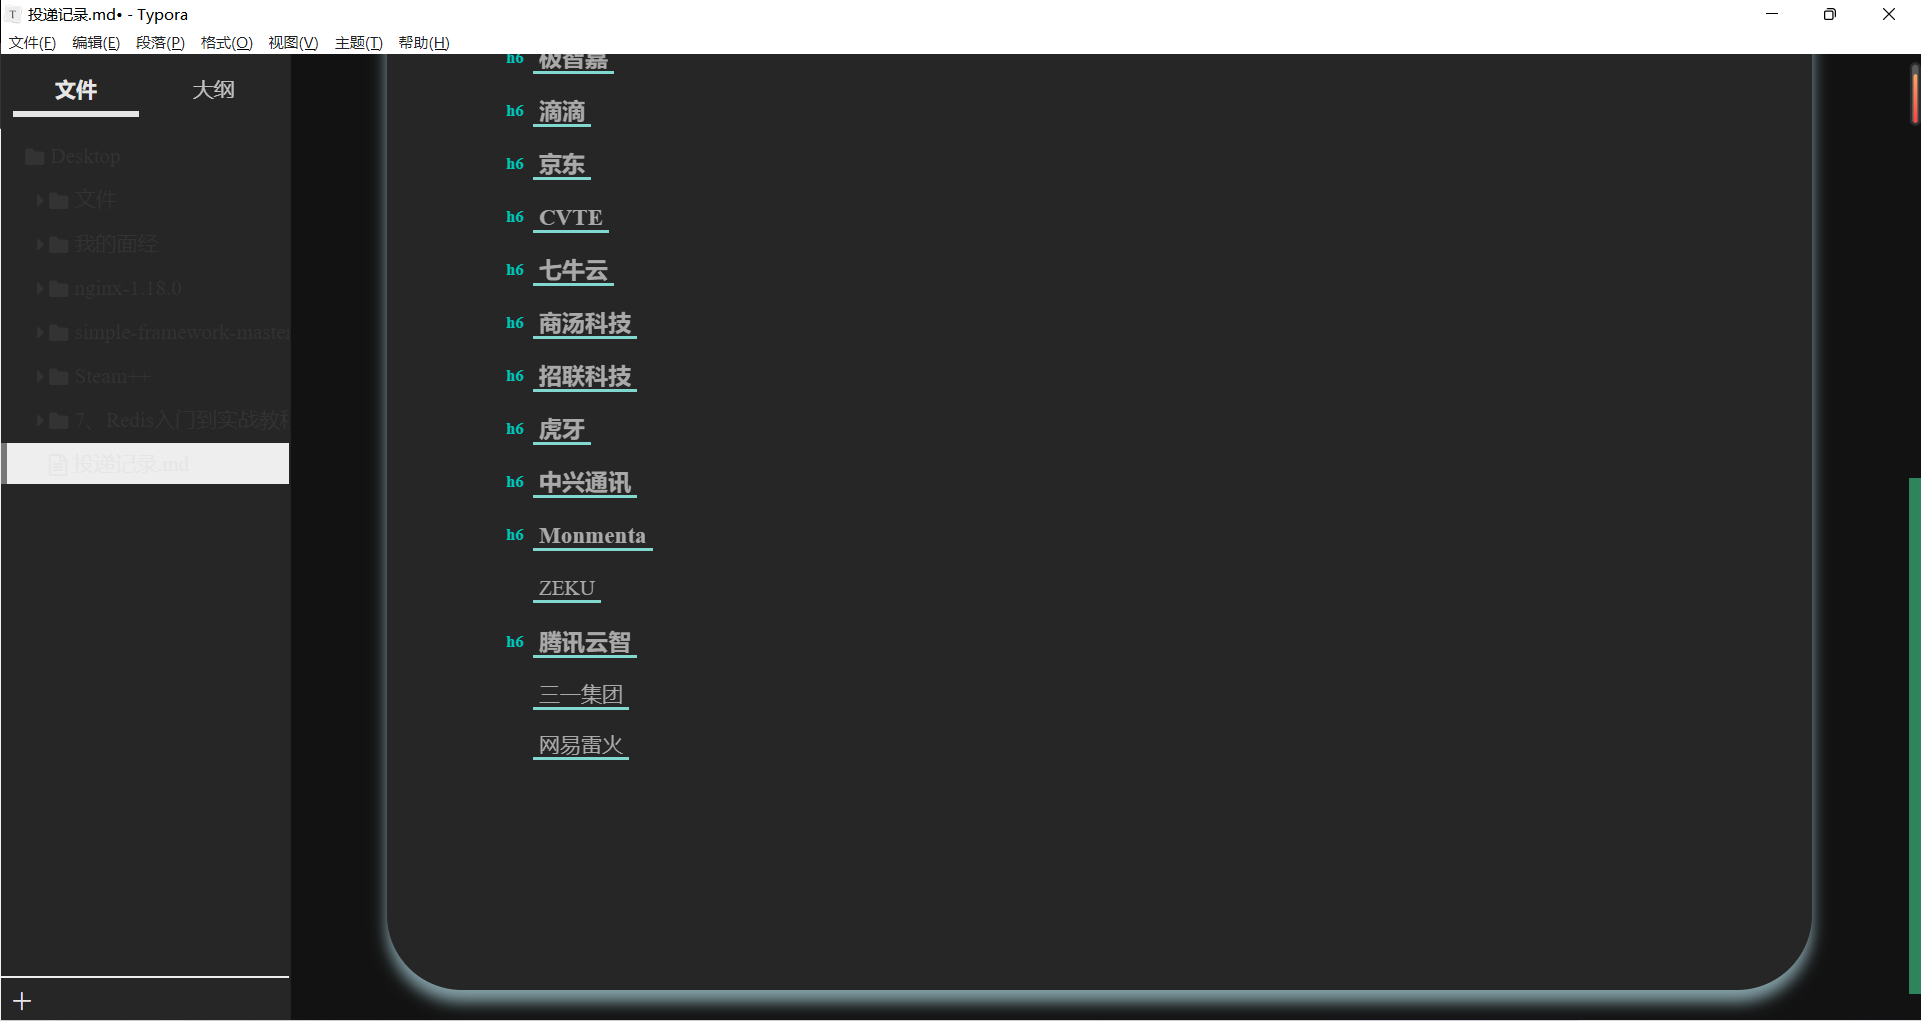 投递记录.md• - Typora
文件(F) 编辑(E) 段落(P) 格式(O) 视图(V) 主题(T) 帮助(H)
文件 大纲
Desktop
文件
我的面经
nginx-1.18.0
simple-framework-master
Steam++
7、Redis入门到实战教程
投递记录.md
h6 极智嘉
h6 滴滴
h6 京东
h6 CVTE
h6 七牛云
h6 商汤科技
h6 招联科技
h6 虎牙
h6 中兴通讯
h6 Monmenta
ZEKU
h6 腾讯云智
三一集团
网易雷火